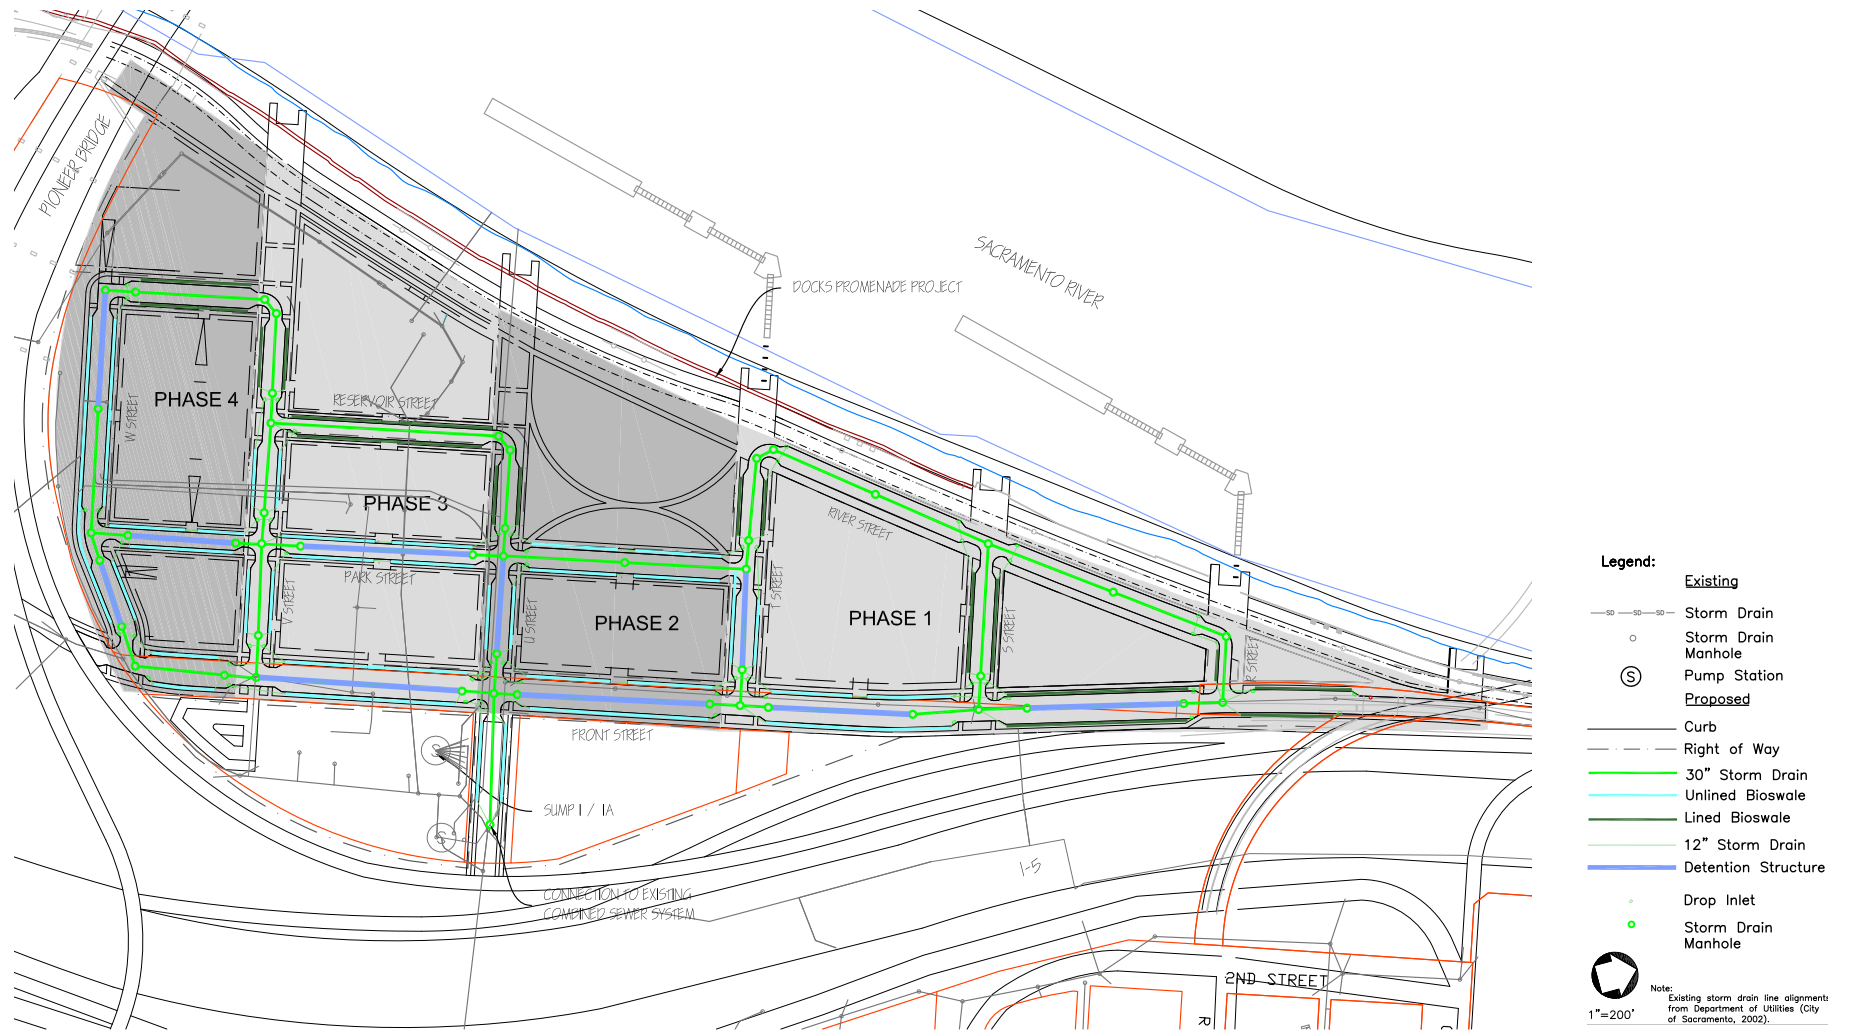 PIONEER BRIDGE
SACRAMENTO RIVER
DOCKS PROMENADE PROJECT
PHASE 4
W STREET
RESERVOIR STREET
PHASE 3
RIVER STREET
PARK STREET
V STREET
U STREET
T STREET
S STREET
R STREET
PHASE 2
PHASE 1
FRONT STREET
S
SUMP 1 / 1A
S
CONNECTION TO EXISTING
COMBINED SEWER SYSTEM
I-5
2ND STREET
R
Legend:
Existing
SD SD SD Storm Drain
Storm Drain
Manhole
S Pump Station
Proposed
Curb
Right of Way
30" Storm Drain
Unlined Bioswale
Lined Bioswale
12" Storm Drain
Detention Structure
Drop Inlet
Storm Drain
Manhole
1"=200'
Note:
Existing storm drain line alignments
from Department of Utilities (City
of Sacramento, 2002).